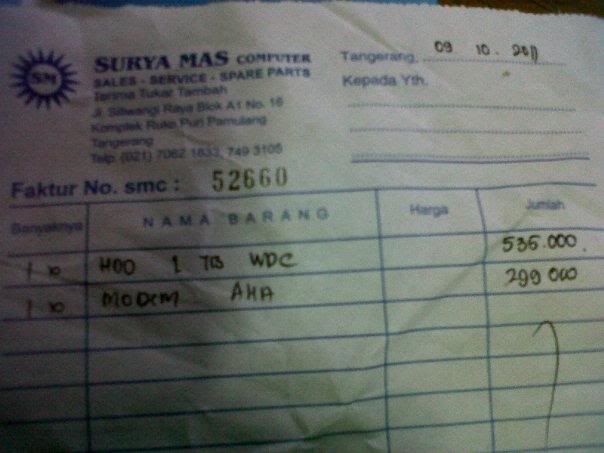 SM
SURYA MAS COMPUTER
SALES - SERVICE - SPARE PARTS
Terima Tukar Tambah
Jl. Siliwangi Raya Blok A1 No. 16
Komplek Ruko Puri Pamulang
Tangerang
Telp. (021) 7062 1833, 749 3105
Tangerang, 09 10. 2011
Kepada Yth.
Faktur No. smc : 52660
Banyaknya NAMA BARANG Harga Jumlah
1 HDD 1 TB WDC 535.000
1 MODEM AHA 299 000